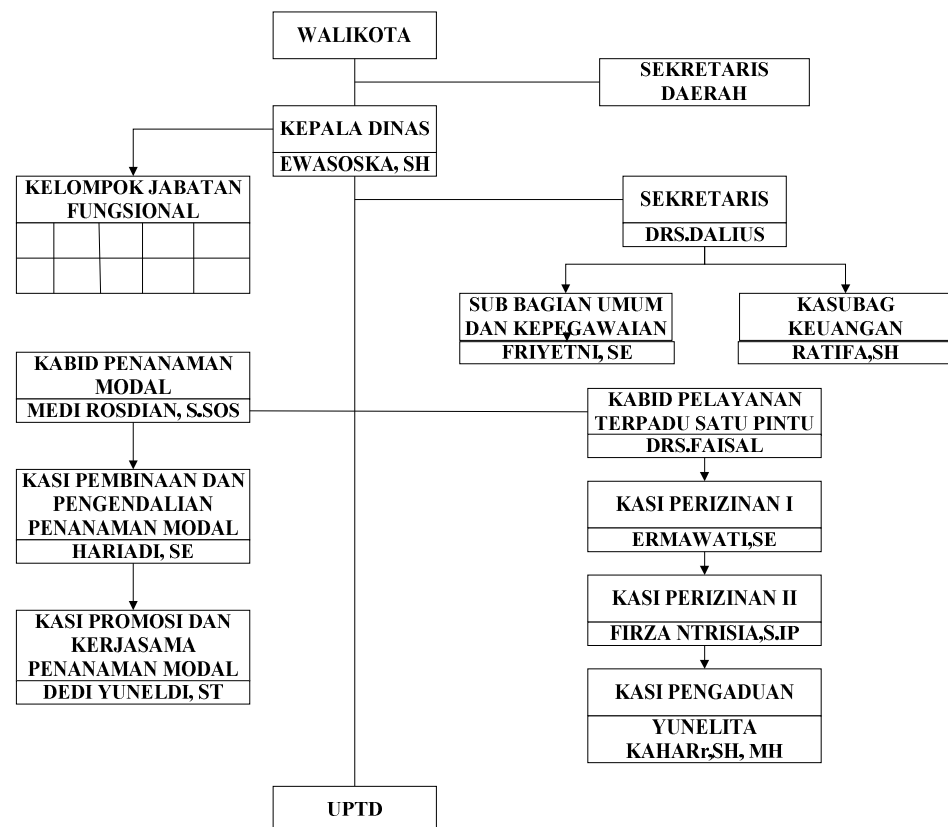 WALIKOTA
SEKRETARIS
DAERAH
KEPALA DINAS
EWASOSKA, SH
KELOMPOK JABATAN
FUNGSIONAL
SEKRETARIS
DRS.DALIUS
SUB BAGIAN UMUM
DAN KEPEGAWAIAN
FRIYETNI, SE
KASUBAG
KEUANGAN
RATIFA,SH
KABID PENANAMAN
MODAL
MEDI ROSDIAN, S.SOS
KABID PELAYANAN
TERPADU SATU PINTU
DRS.FAISAL
KASI PEMBINAAN DAN
PENGENDALIAN
PENANAMAN MODAL
HARIADI, SE
KASI PERIZINAN I
ERMAWATI,SE
KASI PROMOSI DAN
KERJASAMA
PENANAMAN MODAL
DEDI YUNELDI, ST
KASI PERIZINAN II
FIRZA NTRISIA,S.IP
KASI PENGADUAN
YUNELITA
KAHARr,SH, MH
UPTD